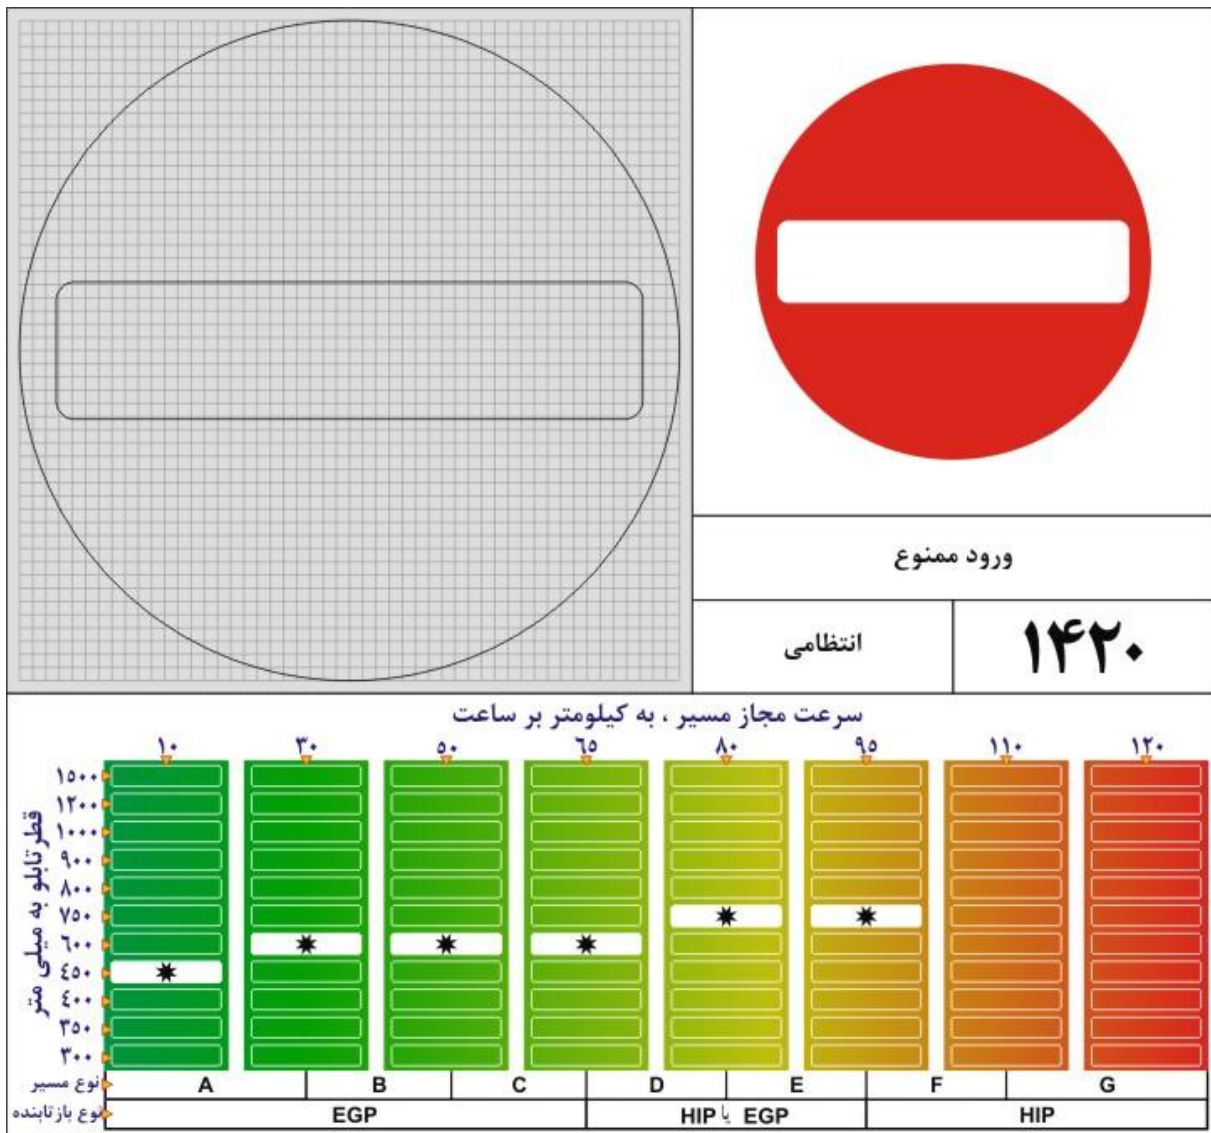 ورود ممنوع
۱۴۲۰
انتظامی
سرعت مجاز مسیر ، به کیلومتر بر ساعت
۱۰ ۳۰ ۵۰ ۶۵ ۸۰ ۹۵ ۱۱۰ ۱۲۰
قطر تابلو به میلی متر
۱۵۰۰
۱۲۰۰
۱۰۰۰
۹۰۰
۸۰۰
۷۵۰
۶۰۰
۴۵۰
۴۰۰
۳۵۰
۳۰۰
نوع مسیر A B C D E F G
نوع بازتابنده EGP HIP یا EGP HIP